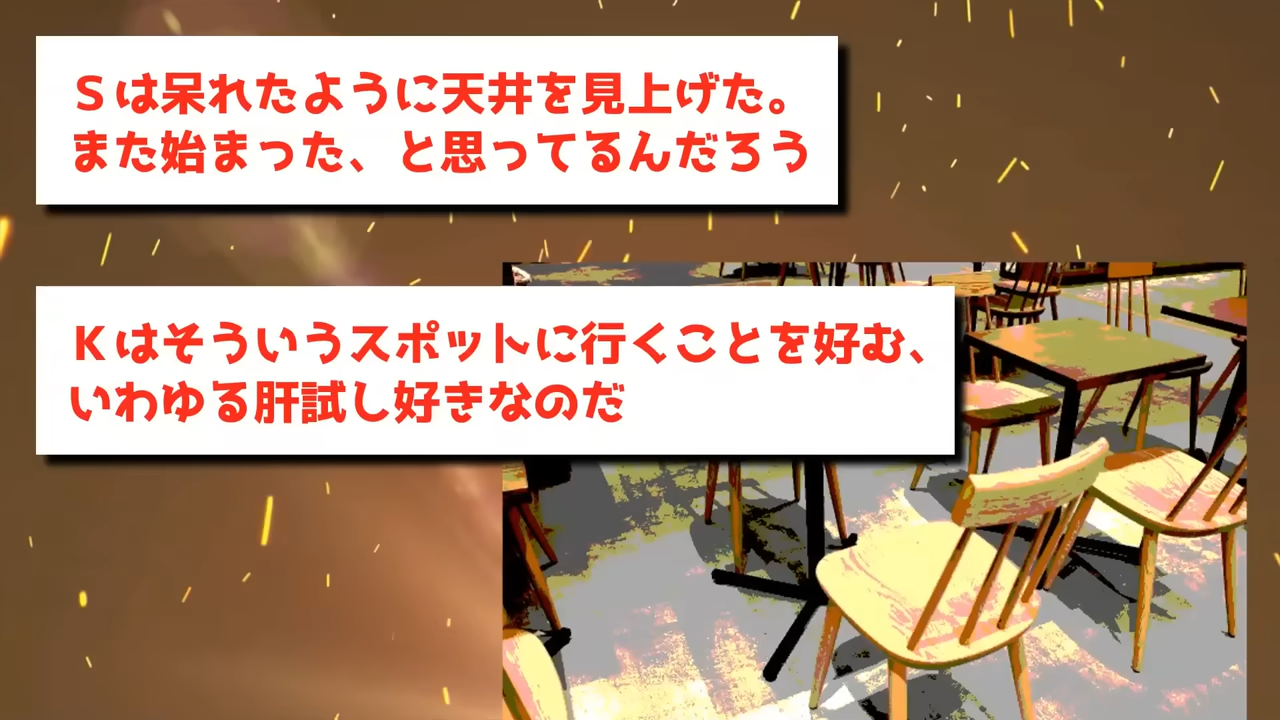 Ｓは呆れたように天井を見上げた。
また始まった、と思ってるんだろう
Ｋはそういうスポットに行くことを好む、
いわゆる肝試し好きなのだ